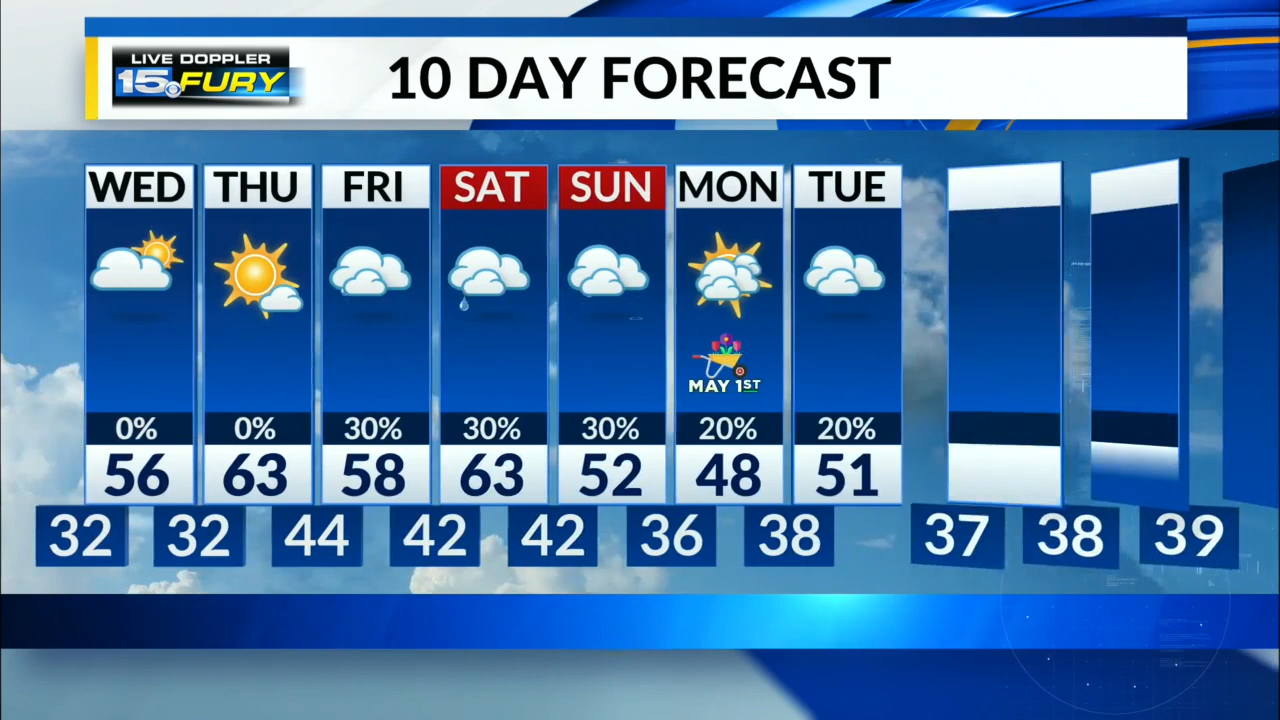 LIVE DOPPLER
15 FURY
10 DAY FORECAST
WED THU FRI SAT SUN MON TUE
MAY 1ST
0% 0% 30% 30% 30% 20% 20%
56 63 58 63 52 48 51
32 32 44 42 42 36 38 37 38 39